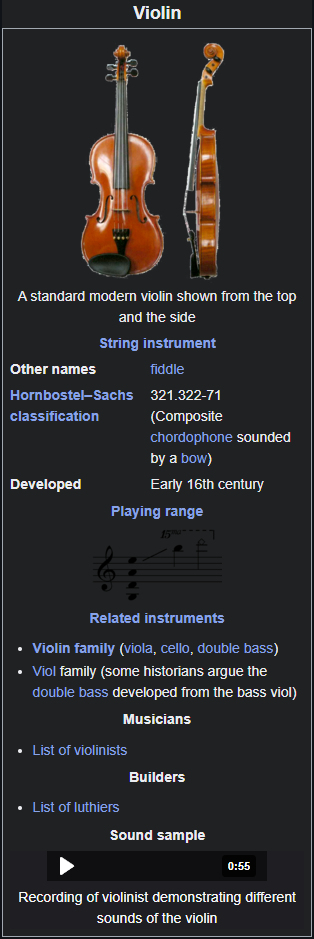 Violin
A standard modern violin shown from the top
and the side
String instrument
Other names fiddle
Hornbostel–Sachs 321.322-71
classification (Composite
chordophone sounded
by a bow)
Developed Early 16th century
Playing range
15ma
Related instruments
• Violin family (viola, cello, double bass)
• Viol family (some historians argue the
double bass developed from the bass viol)
Musicians
• List of violinists
Builders
• List of luthiers
Sound sample
0:55
Recording of violinist demonstrating different
sounds of the violin